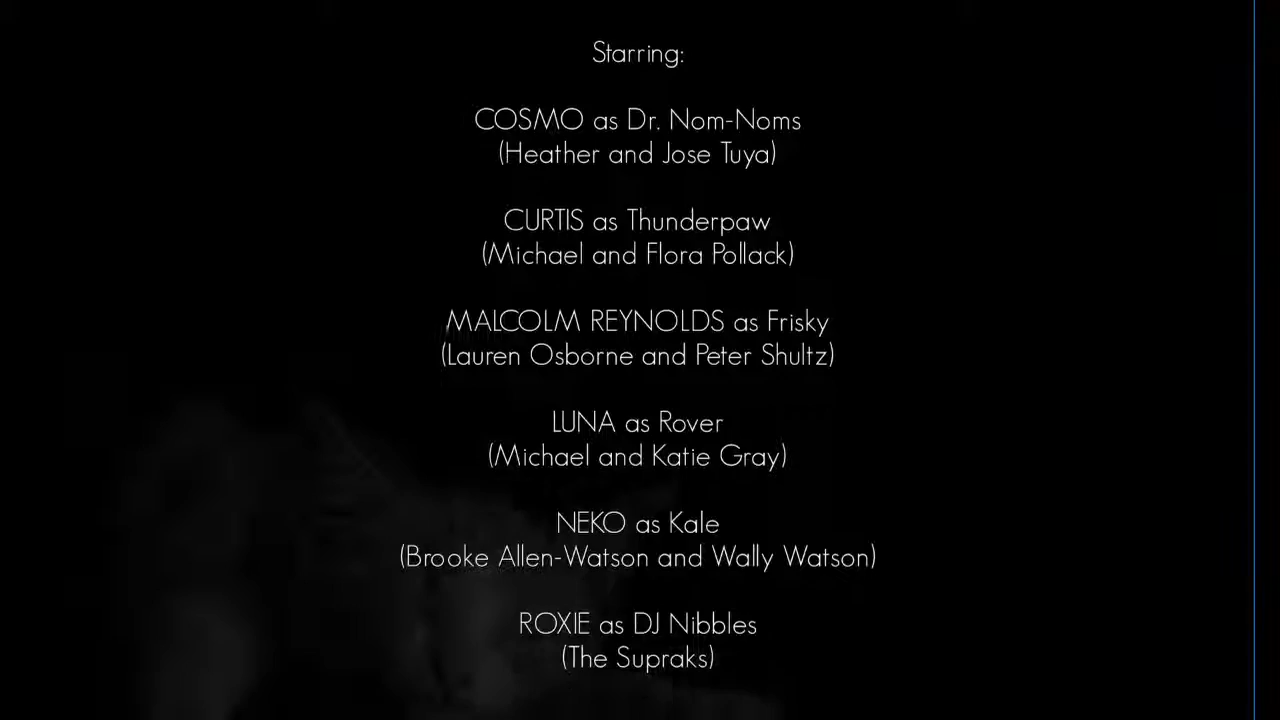 Starring:
COSMO as Dr. Nom-Noms
(Heather and Jose Tuya)
CURTIS as Thunderpaw
(Michael and Flora Pollack)
MALCOLM REYNOLDS as Frisky
(Lauren Osborne and Peter Shultz)
LUNA as Rover
(Michael and Katie Gray)
NEKO as Kale
(Brooke Allen-Watson and Wally Watson)
ROXIE as DJ Nibbles
(The Supraks)